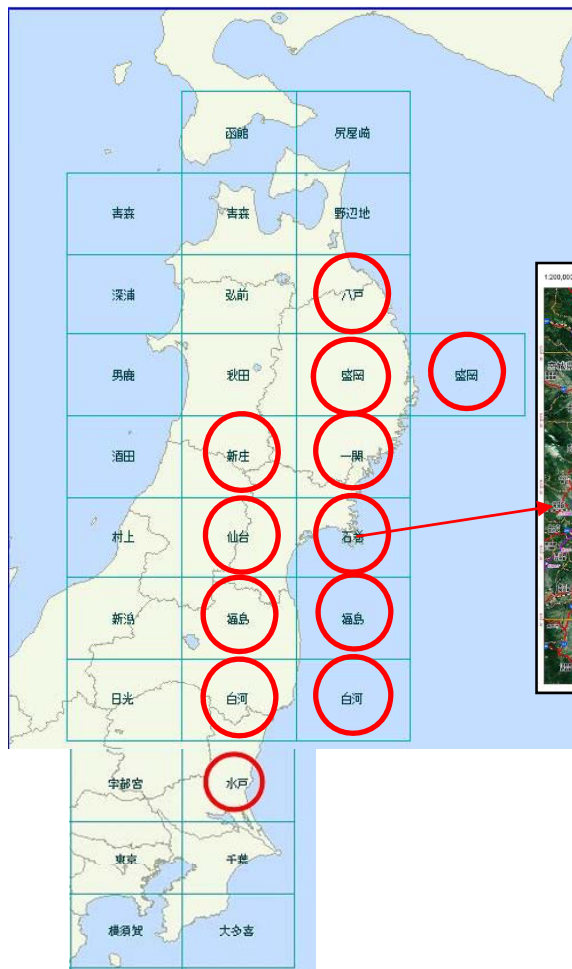 函館 尻屋崎
青森 青森 野辺地
深浦 弘前 八戸
男鹿 秋田 盛岡 盛岡
酒田 新庄 一関
村上 仙台 石巻
新潟 福島 福島
日光 白河 白河
宇都宮 水戸
東京 千葉
横須賀 大多喜
1:200,000